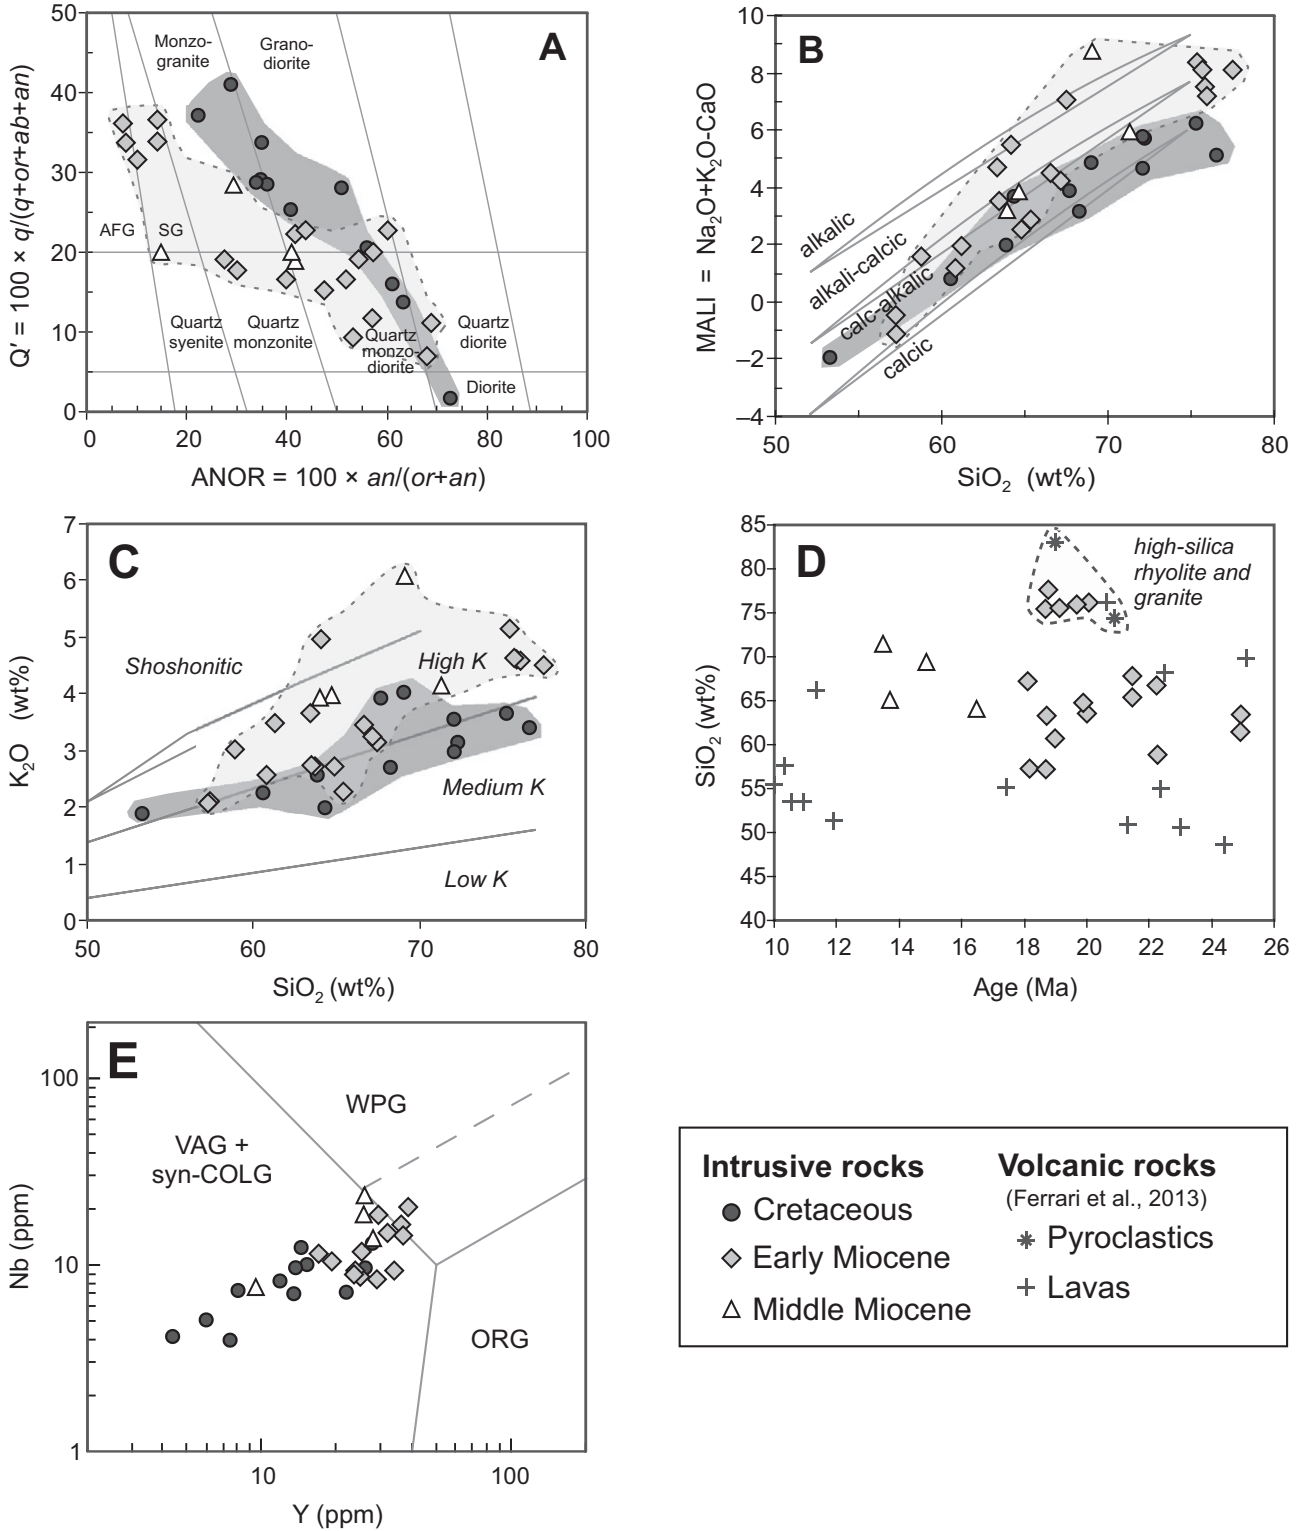 A
50
40
30
20
10
0
0
20
40
60
80
100
Q′ = 100 × q/(q+or+ab+an)
ANOR = 100 × an/(or+an)
Monzo-
granite
Grano-
diorite
AFG
SG
Quartz
syenite
Quartz
monzonite
Quartz
monzo-
diorite
Quartz
diorite
Diorite
B
10
8
6
4
2
0
–2
–4
50
60
70
80
MALI = Na2O+K2O-CaO
SiO2 (wt%)
alkalic
alkali-calcic
calc-alkalic
calcic
C
7
6
5
4
3
2
1
0
50
60
70
80
K2O (wt%)
SiO2 (wt%)
Shoshonitic
High K
Medium K
Low K
D
85
80
75
70
65
60
55
50
45
40
10
12
14
16
18
20
22
24
26
SiO2 (wt%)
Age (Ma)
high-silica
rhyolite and
granite
E
100
10
1
10
100
Nb (ppm)
Y (ppm)
WPG
VAG +
syn-COLG
ORG
Intrusive rocks
Cretaceous
Early Miocene
Middle Miocene
Volcanic rocks
(Ferrari et al., 2013)
Pyroclastics
Lavas